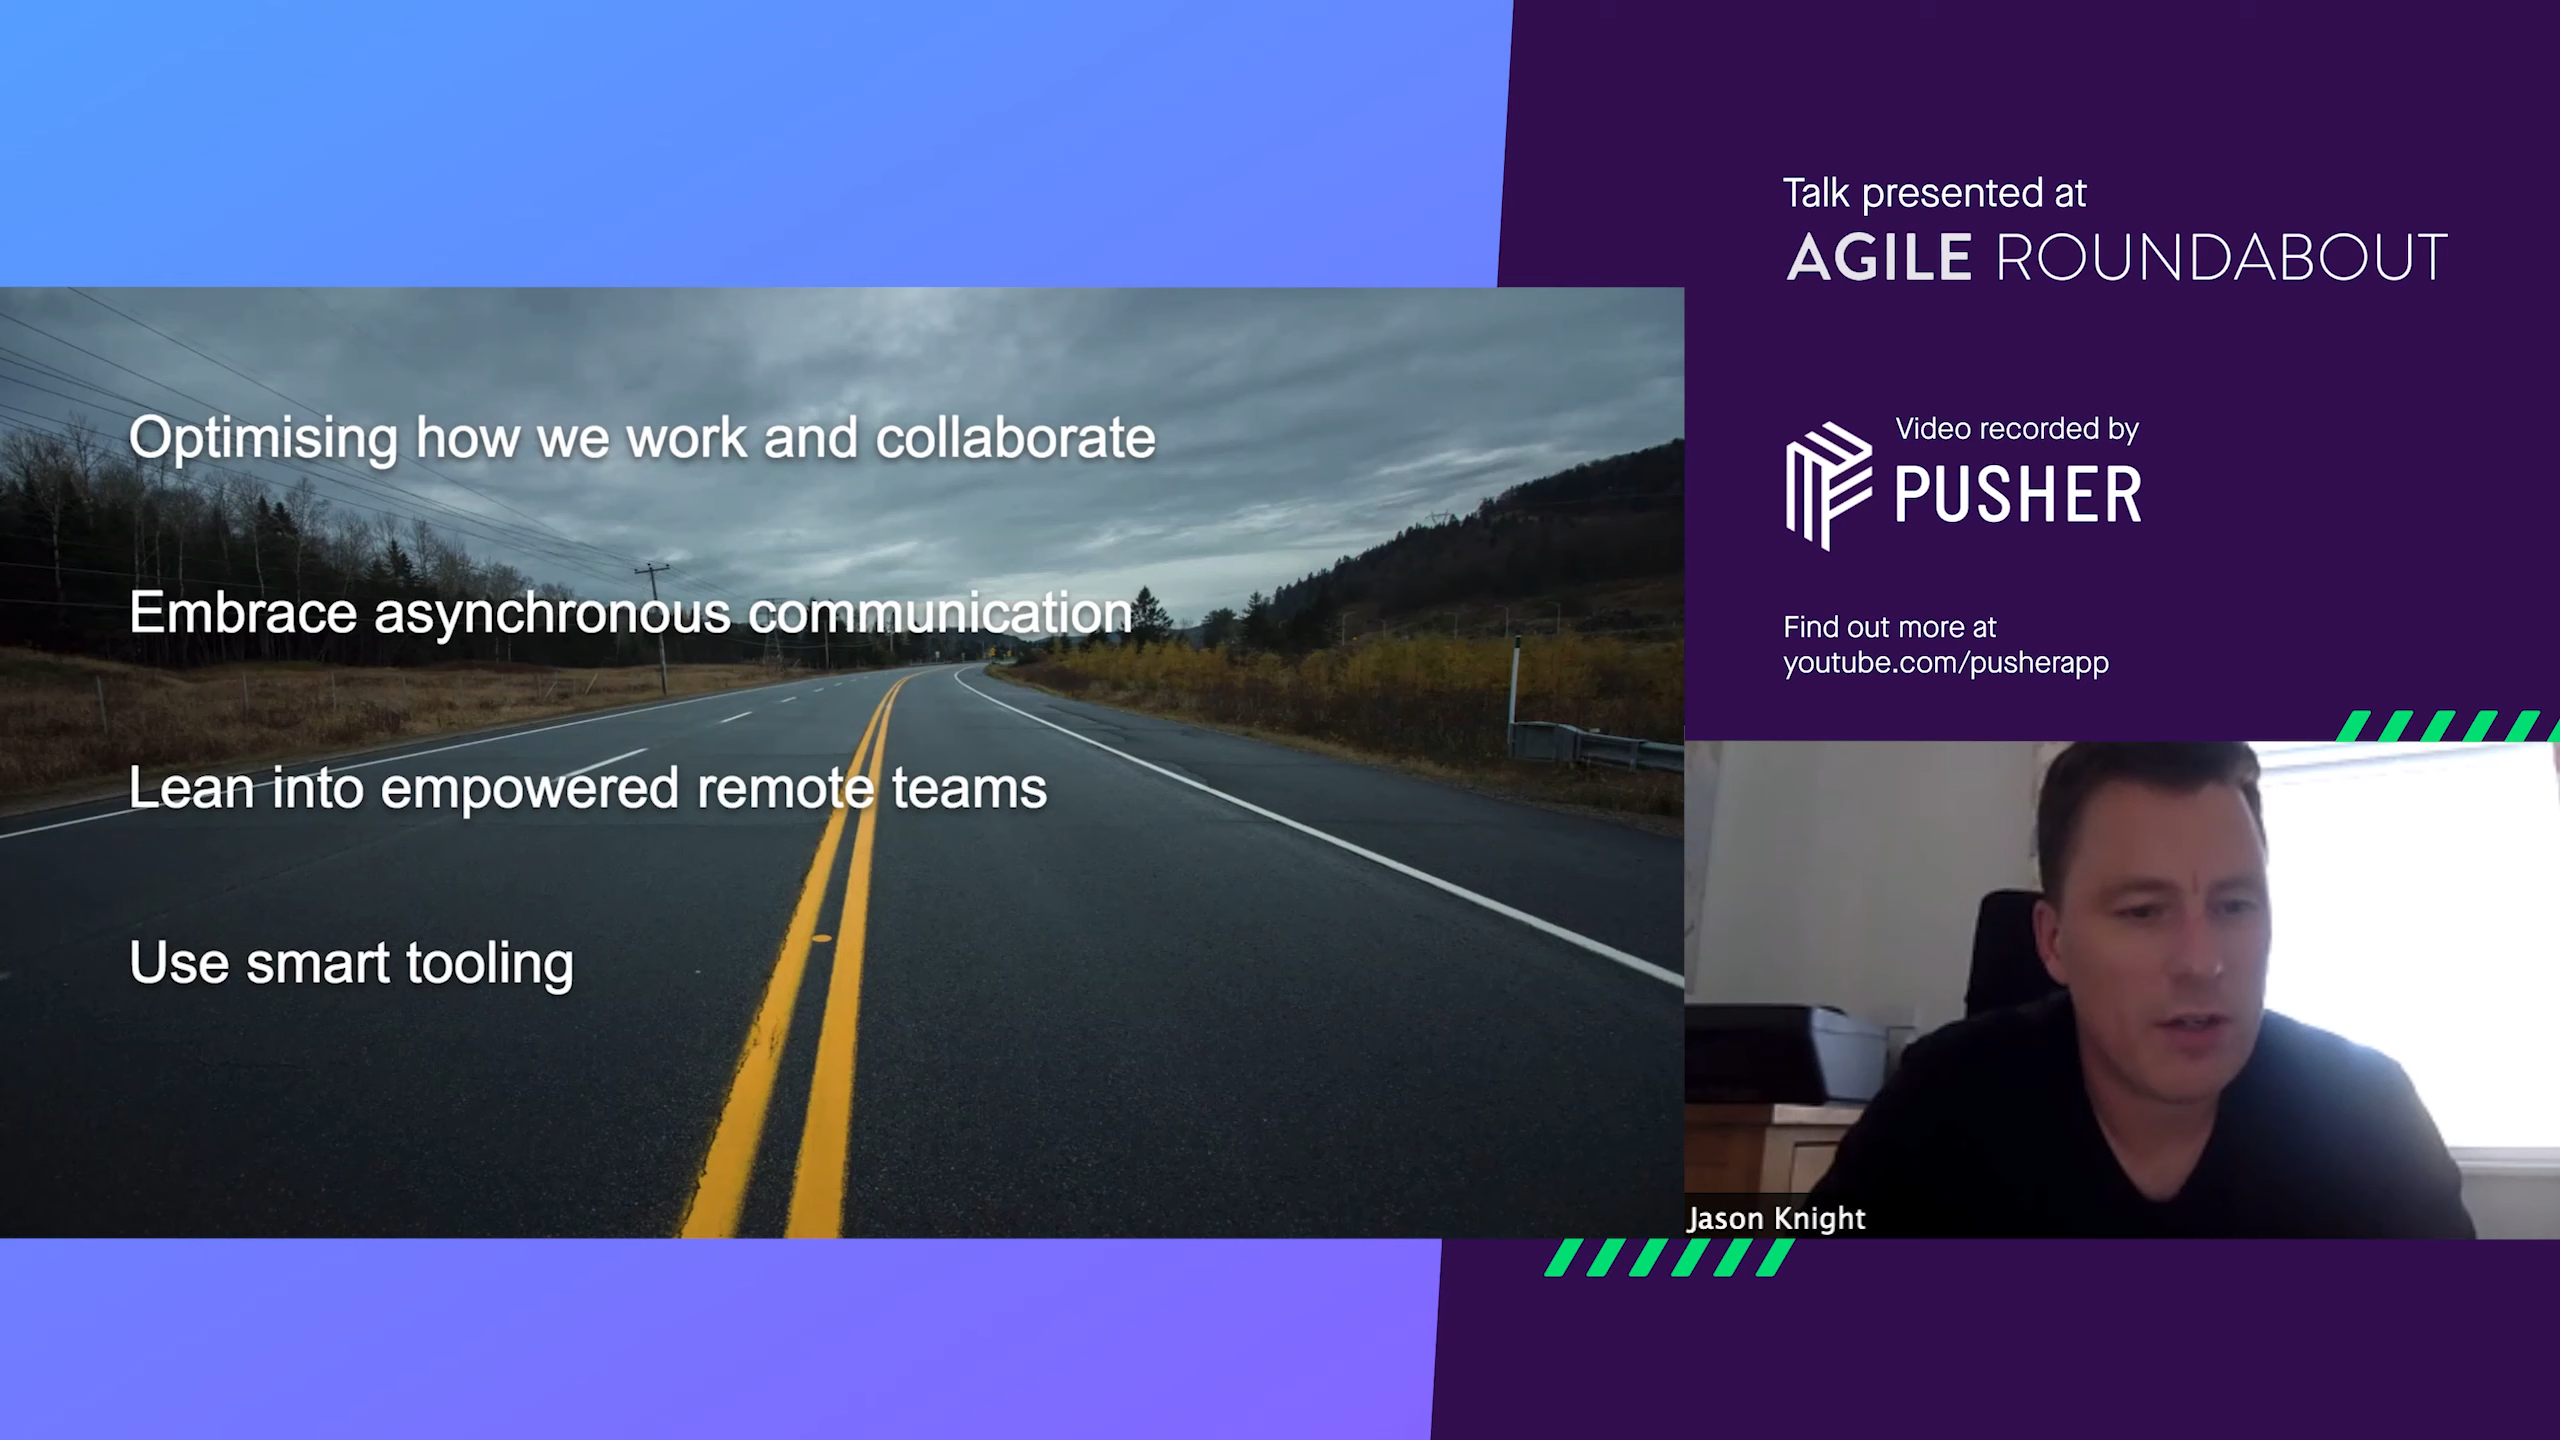 Optimising how we work and collaborate
Embrace asynchronous communication
Lean into empowered remote teams
Use smart tooling
Talk presented at
AGILE ROUNDABOUT
Video recorded by
PUSHER
Find out more at
youtube.com/pusherapp
Jason Knight